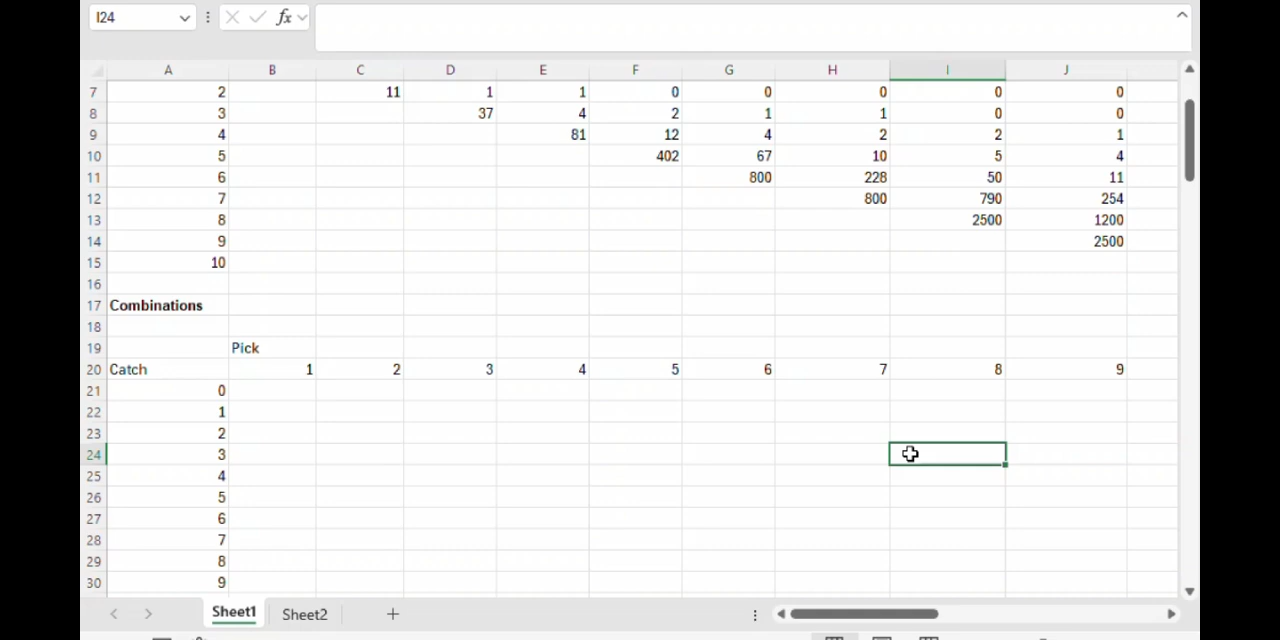 I24 fx
A B C D E F G H I J
7 2 11 1 1 0 0 0 0 0
8 3 37 4 2 1 1 0 0
9 4 81 12 4 2 2 1
10 5 402 67 10 5 4
11 6 800 228 50 11
12 7 800 790 254
13 8 2500 1200
14 9 2500
15 10
16
17 Combinations
18
19 Pick
20 Catch 1 2 3 4 5 6 7 8 9
21 0
22 1
23 2
24 3
25 4
26 5
27 6
28 7
29 8
30 9
Sheet1 Sheet2